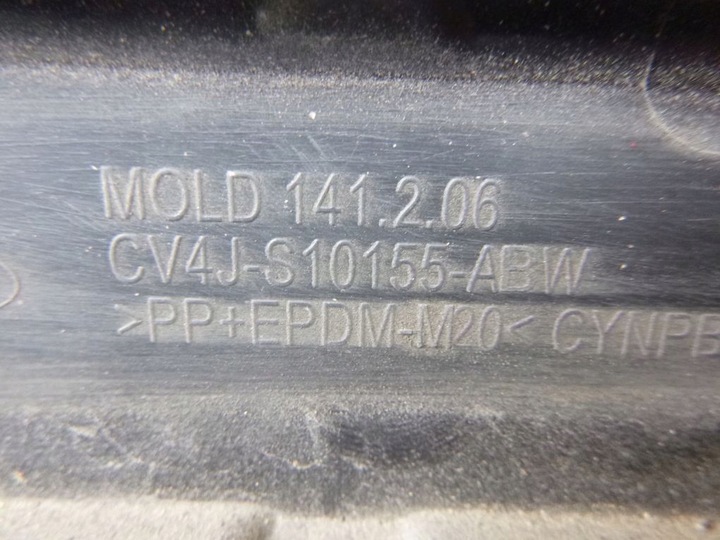 MOLD 141.2.06
CV4J-S10155-ABW
>PP+EPDM-M20< CYNPB